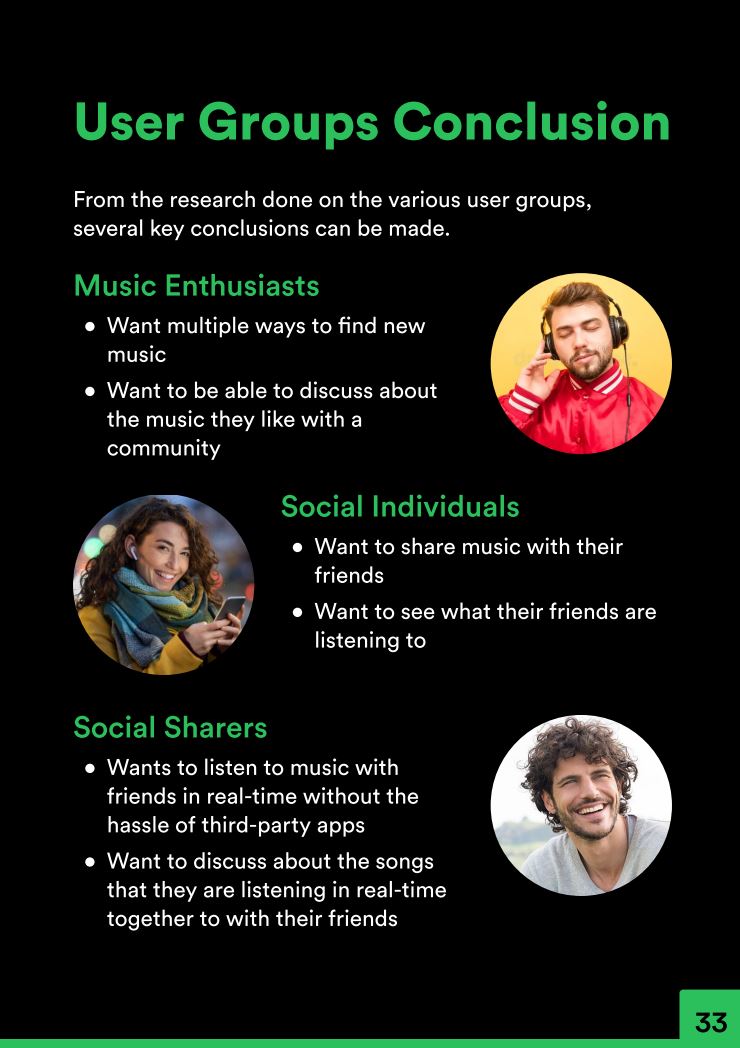 User Groups Conclusion
From the research done on the various user groups,
several key conclusions can be made.
Music Enthusiasts
● Want multiple ways to find new
music
● Want to be able to discuss about
the music they like with a
community
Social Individuals
● Want to share music with their
friends
● Want to see what their friends are
listening to
Social Sharers
● Wants to listen to music with
friends in real-time without the
hassle of third-party apps
● Want to discuss about the songs
that they are listening in real-time
together to with their friends
33